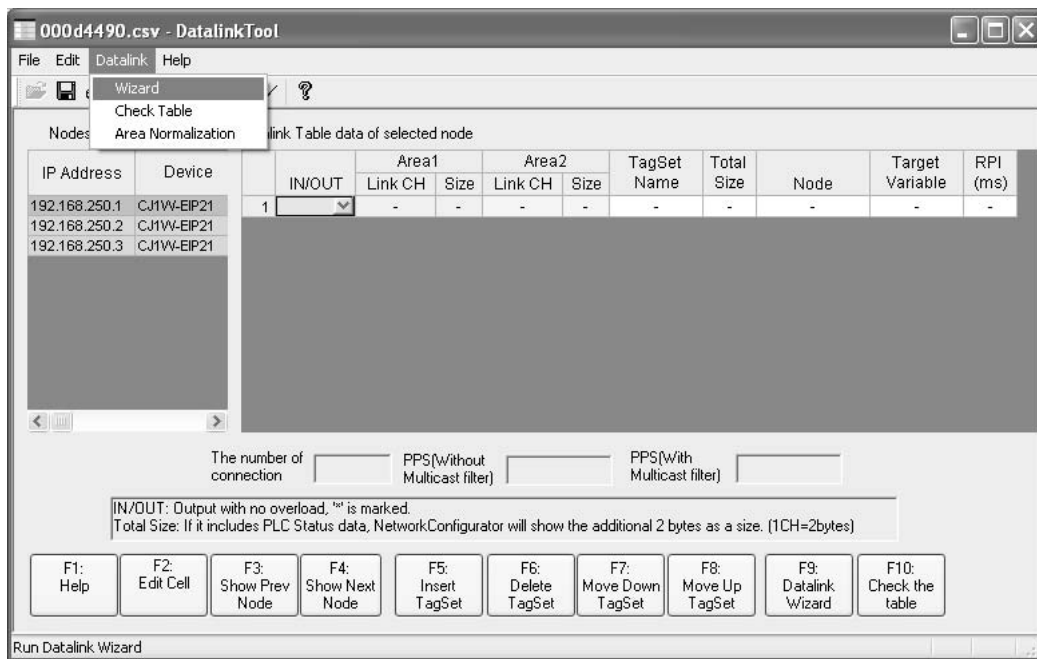 000d4490.csv - DatalinkTool
File Edit Datalink Help
Wizard
Check Table
Area Normalization
Nodes
link Table data of selected node
IP Address Device
IN/OUT Area1 Area2 TagSet Name Total Size Node Target Variable RPI (ms)
Link CH Size Link CH Size
192.168.250.1 CJ1W-EIP21
1 - - - - - - - - -
192.168.250.2 CJ1W-EIP21
192.168.250.3 CJ1W-EIP21
The number of connection
PPS(Without Multicast filter)
PPS(With Multicast filter)
IN/OUT: Output with no overload, '*' is marked.
Total Size: If it includes PLC Status data, NetworkConfigurator will show the additional 2 bytes as a size. (1CH=2bytes)
F1: Help
F2: Edit Cell
F3: Show Prev Node
F4: Show Next Node
F5: Insert TagSet
F6: Delete TagSet
F7: Move Down TagSet
F8: Move Up TagSet
F9: Datalink Wizard
F10: Check the table
Run Datalink Wizard